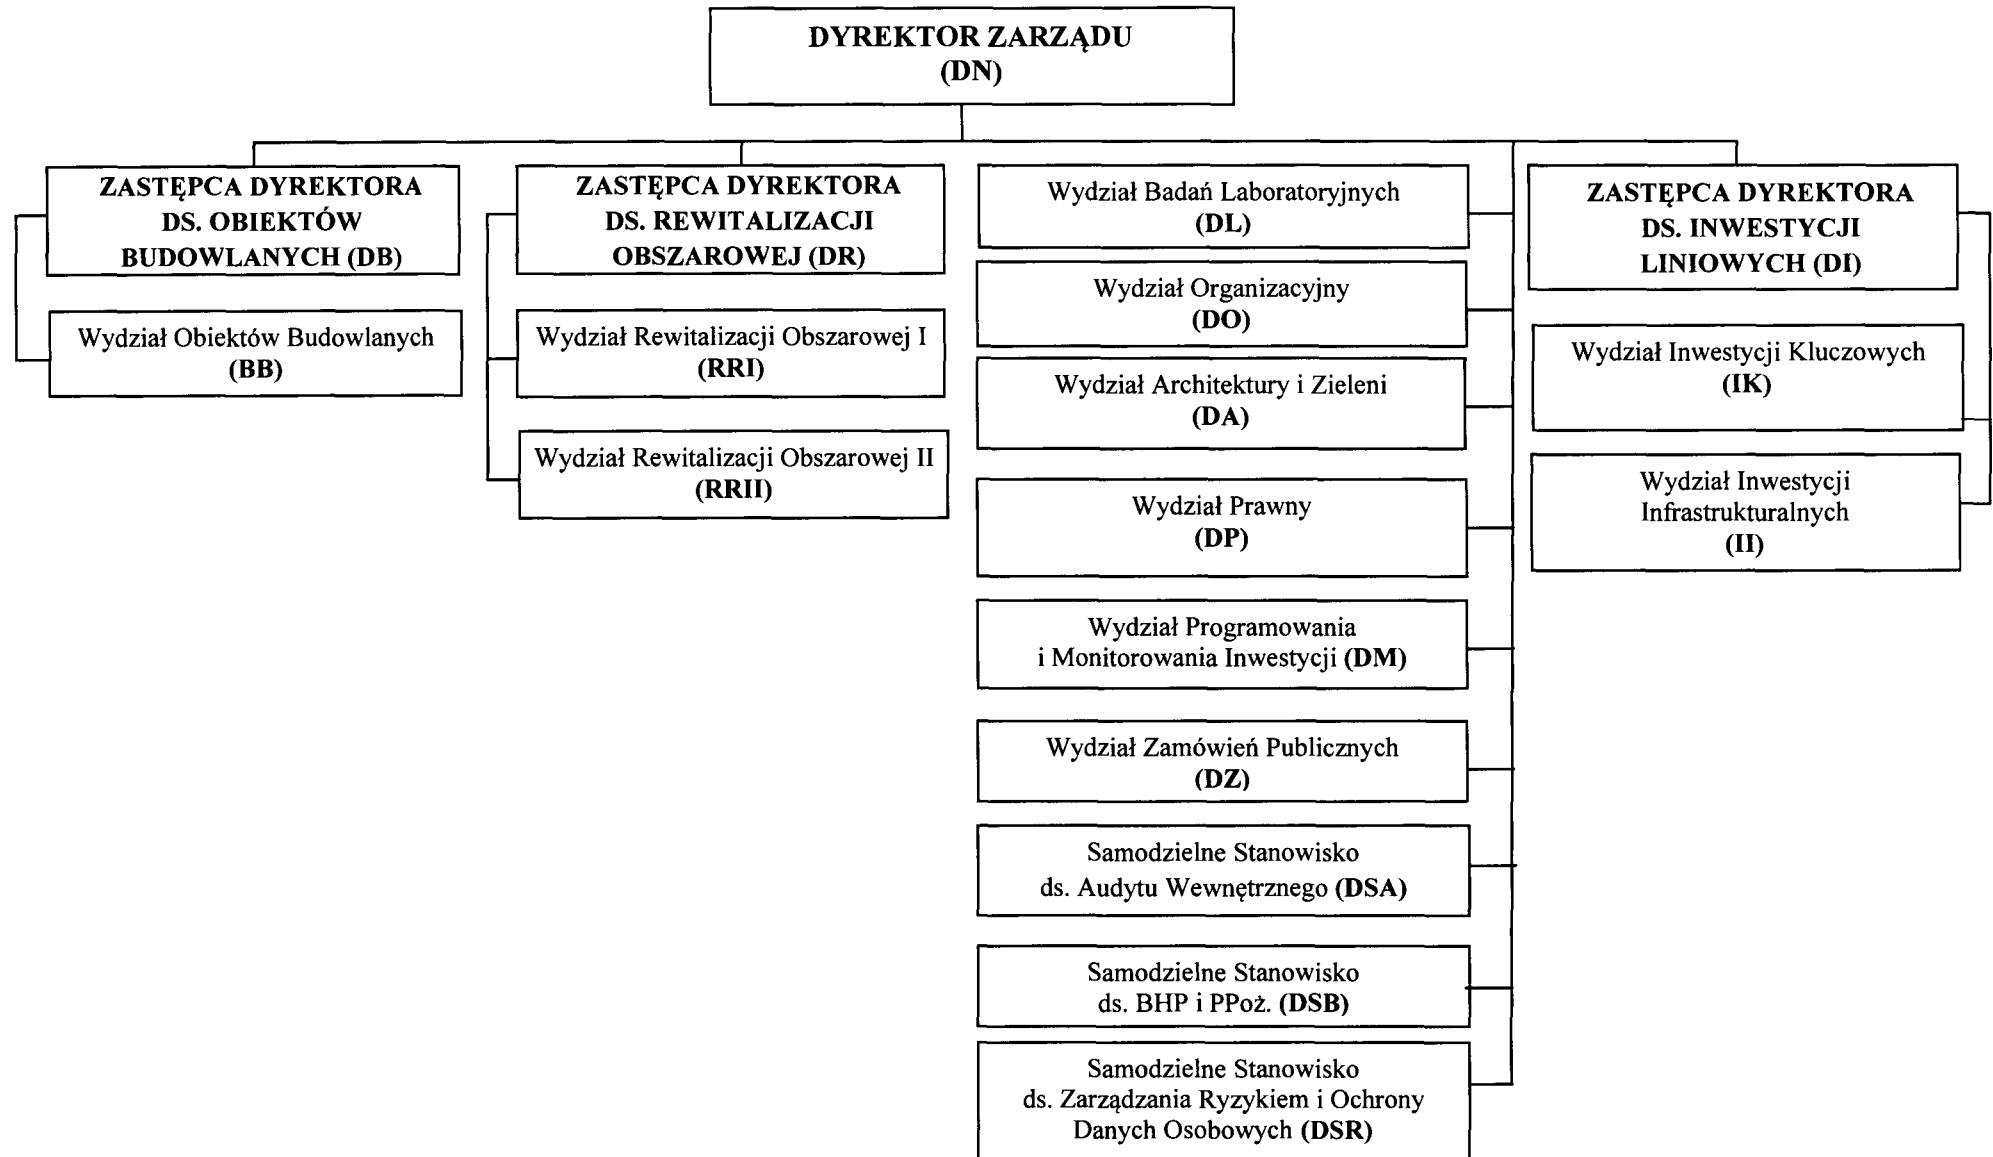 DYREKTOR ZARZĄDU
(DN)
ZASTĘPCA DYREKTORA
DS. OBIEKTÓW
BUDOWLANYCH (DB)
Wydział Obiektów Budowlanych
(BB)
ZASTĘPCA DYREKTORA
DS. REWITALIZACJI
OBSZAROWEJ (DR)
Wydział Rewitalizacji Obszarowej I
(RRI)
Wydział Rewitalizacji Obszarowej II
(RRII)
Wydział Badań Laboratoryjnych
(DL)
Wydział Organizacyjny
(DO)
Wydział Architektury i Zieleni
(DA)
Wydział Prawny
(DP)
Wydział Programowania
i Monitorowania Inwestycji (DM)
Wydział Zamówień Publicznych
(DZ)
Samodzielne Stanowisko
ds. Audytu Wewnętrznego (DSA)
Samodzielne Stanowisko
ds. BHP i PPoż. (DSB)
Samodzielne Stanowisko
ds. Zarządzania Ryzykiem i Ochrony
Danych Osobowych (DSR)
ZASTĘPCA DYREKTORA
DS. INWESTYCJI
LINIOWYCH (DI)
Wydział Inwestycji Kluczowych
(IK)
Wydział Inwestycji
Infrastrukturalnych
(II)